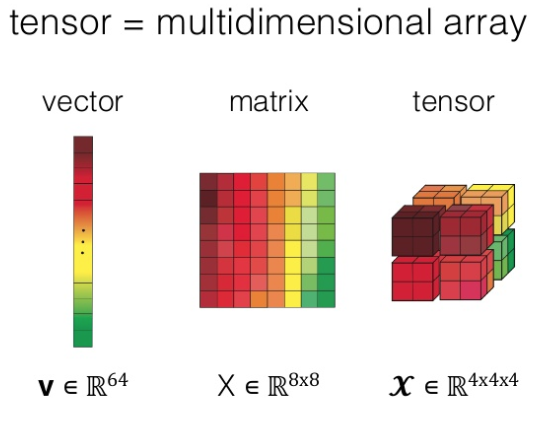 tensor = multidimensional array
vector matrix tensor
𝐯 ∈ ℝ⁶⁴ X ∈ ℝ⁸ˣ⁸ 𝓧 ∈ ℝ⁴ˣ⁴ˣ⁴